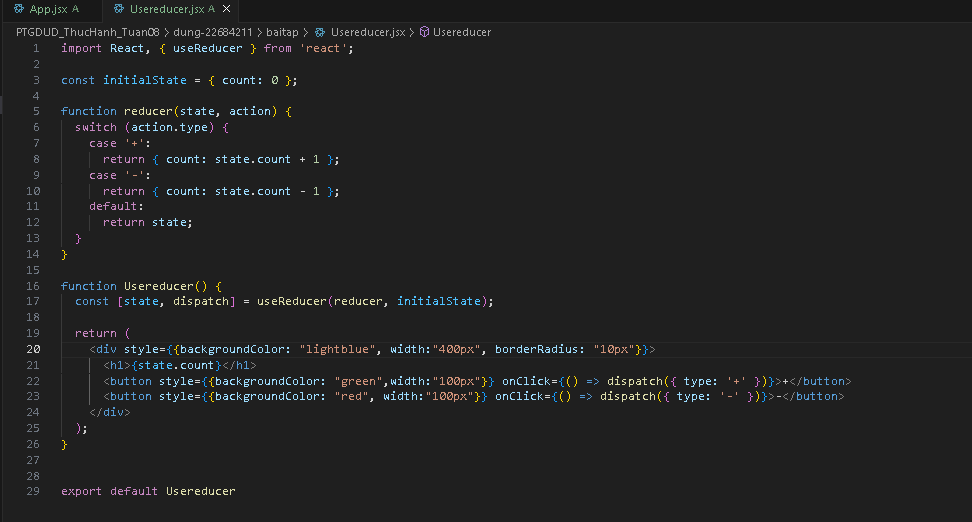 App.jsx A Usereducer.jsx A
PTGDUD_ThucHanh_Tuan08 > dung-22684211 > baitap > Usereducer.jsx > Usereducer
1 import React, { useReducer } from 'react';
2
3 const initialState = { count: 0 };
4
5 function reducer(state, action) {
6 switch (action.type) {
7 case '+':
8 return { count: state.count + 1 };
9 case '-':
10 return { count: state.count - 1 };
11 default:
12 return state;
13 }
14 }
15
16 function Usereducer() {
17 const [state, dispatch] = useReducer(reducer, initialState);
18
19 return (
20 <div style={{backgroundColor: "lightblue", width:"400px", borderRadius: "10px"}}>
21 <h1>{state.count}</h1>
22 <button style={{backgroundColor: "green",width:"100px"}} onClick={() => dispatch({ type: '+' })}>+</button>
23 <button style={{backgroundColor: "red", width:"100px"}} onClick={() => dispatch({ type: '-' })}>-</button>
24 </div>
25 );
26 }
27
28
29 export default Usereducer